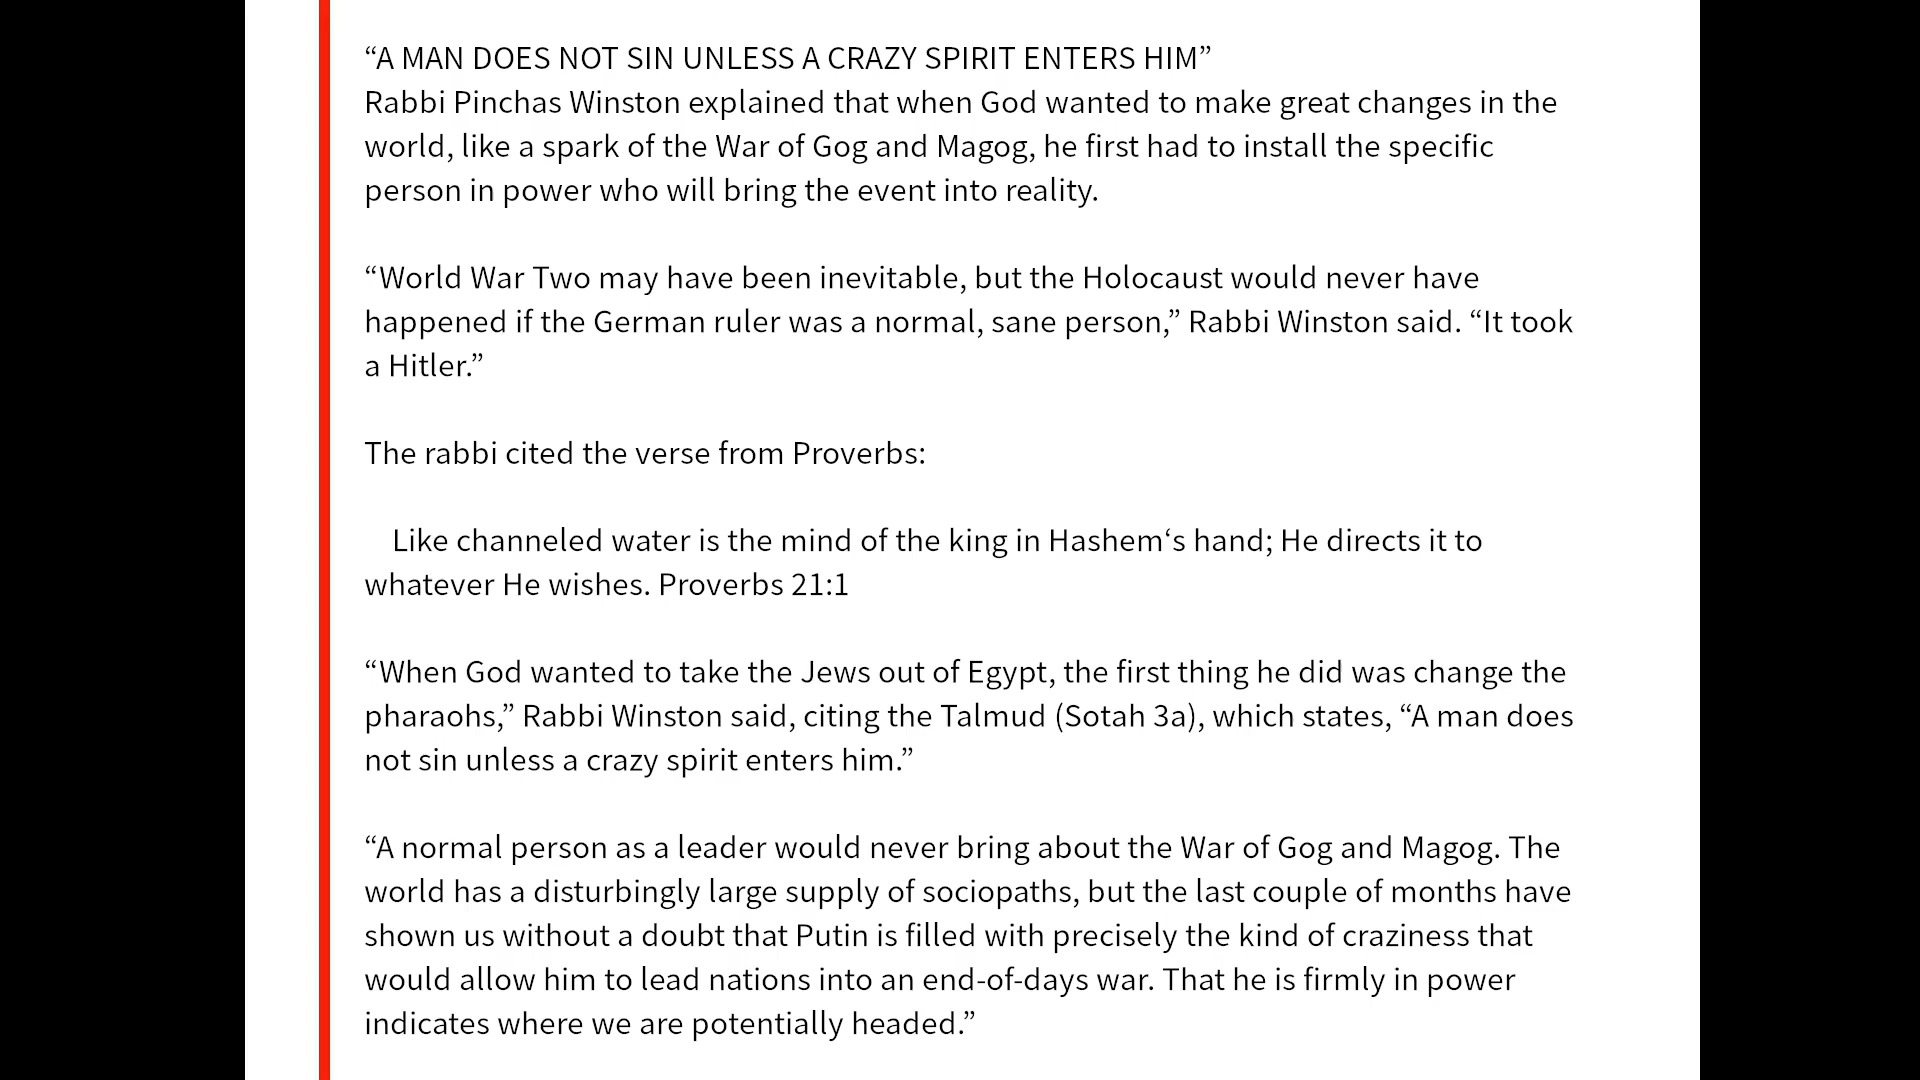 “A MAN DOES NOT SIN UNLESS A CRAZY SPIRIT ENTERS HIM”
Rabbi Pinchas Winston explained that when God wanted to make great changes in the
world, like a spark of the War of Gog and Magog, he first had to install the specific
person in power who will bring the event into reality.
“World War Two may have been inevitable, but the Holocaust would never have
happened if the German ruler was a normal, sane person,” Rabbi Winston said. “It took
a Hitler.”
The rabbi cited the verse from Proverbs:
Like channeled water is the mind of the king in Hashem‘s hand; He directs it to
whatever He wishes. Proverbs 21:1
“When God wanted to take the Jews out of Egypt, the first thing he did was change the
pharaohs,” Rabbi Winston said, citing the Talmud (Sotah 3a), which states, “A man does
not sin unless a crazy spirit enters him.”
“A normal person as a leader would never bring about the War of Gog and Magog. The
world has a disturbingly large supply of sociopaths, but the last couple of months have
shown us without a doubt that Putin is filled with precisely the kind of craziness that
would allow him to lead nations into an end-of-days war. That he is firmly in power
indicates where we are potentially headed.”